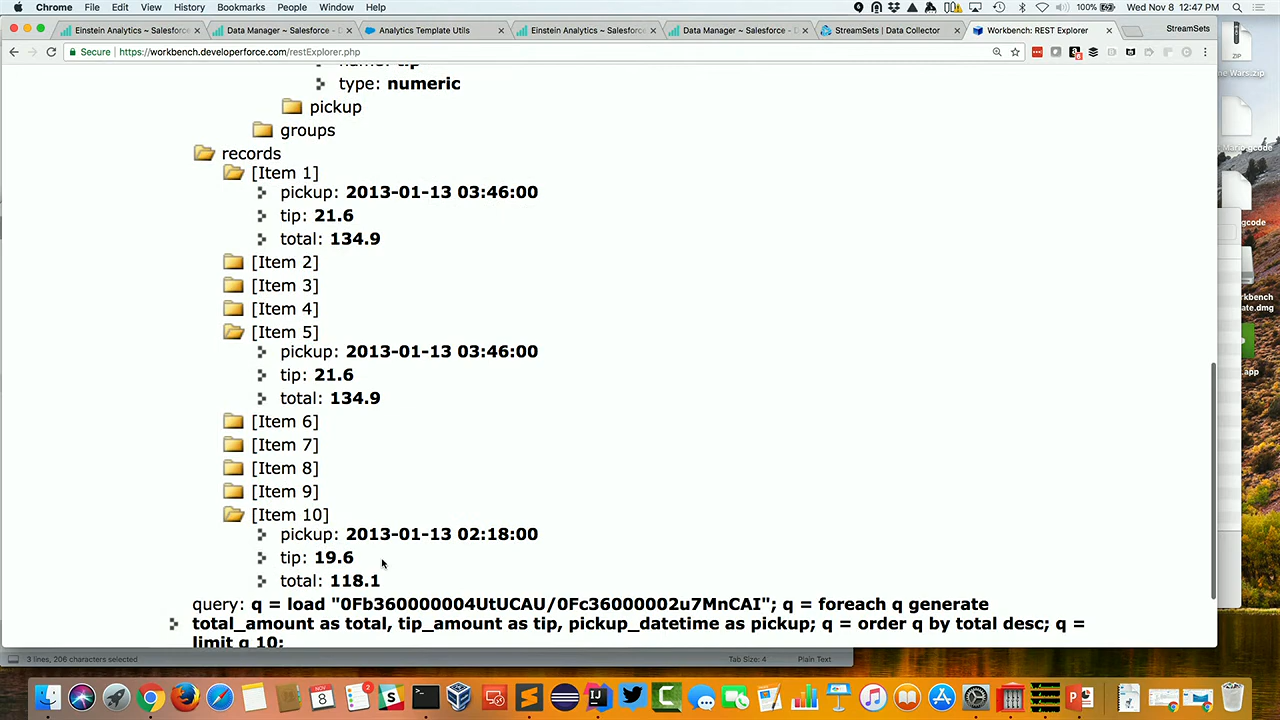 Chrome File Edit View History Bookmarks People Window Help 100% Wed Nov 8 12:47 PM
Einstein Analytics ~ Salesforce Data Manager ~ Salesforce - D Analytics Template Utils Einstein Analytics ~ Salesforce Data Manager ~ Salesforce - D StreamSets | Data Collector Workbench: REST Explorer StreamSets
Secure | https://workbench.developerforce.com/restExplorer.php
ZIP
type: numeric
pickup
groups
records
[Item 1]
pickup: 2013-01-13 03:46:00
tip: 21.6
total: 134.9
[Item 2]
[Item 3]
[Item 4]
[Item 5]
pickup: 2013-01-13 03:46:00
tip: 21.6
total: 134.9
[Item 6]
[Item 7]
[Item 8]
[Item 9]
[Item 10]
pickup: 2013-01-13 02:18:00
tip: 19.6
total: 118.1
query: q = load "0Fb360000004UtUCAU/0Fc36000002u7MnCAI"; q = foreach q generate
total_amount as total, tip_amount as tip, pickup_datetime as pickup; q = order q by total desc; q =
limit q 10;
3 lines, 206 characters selected Tab Size: 4 Plain Text